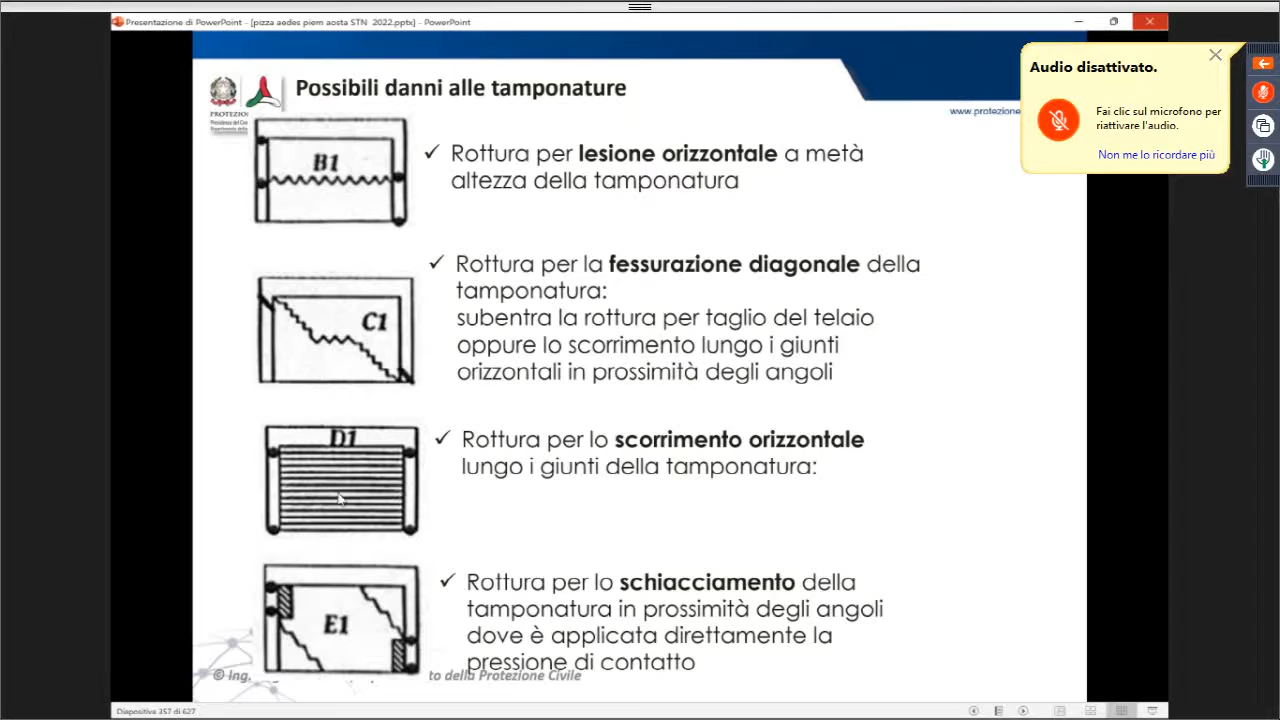 Presentazione di PowerPoint - [pizza aedes piem aosta STN_2022.pptx] - PowerPoint
Audio disattivato.
Fai clic sul microfono per
riattivare l'audio.
Non me lo ricordare più
Possibili danni alle tamponature
www.protezione
B1
Rottura per lesione orizzontale a metà
altezza della tamponatura
C1
Rottura per la fessurazione diagonale della
tamponatura:
subentra la rottura per taglio del telaio
oppure lo scorrimento lungo i giunti
orizzontali in prossimità degli angoli
D1
Rottura per lo scorrimento orizzontale
lungo i giunti della tamponatura:
E1
Rottura per lo schiacciamento della
tamponatura in prossimità degli angoli
dove è applicata direttamente la
pressione di contatto
© Ing. to della Protezione Civile
Diapositiva 357 di 627